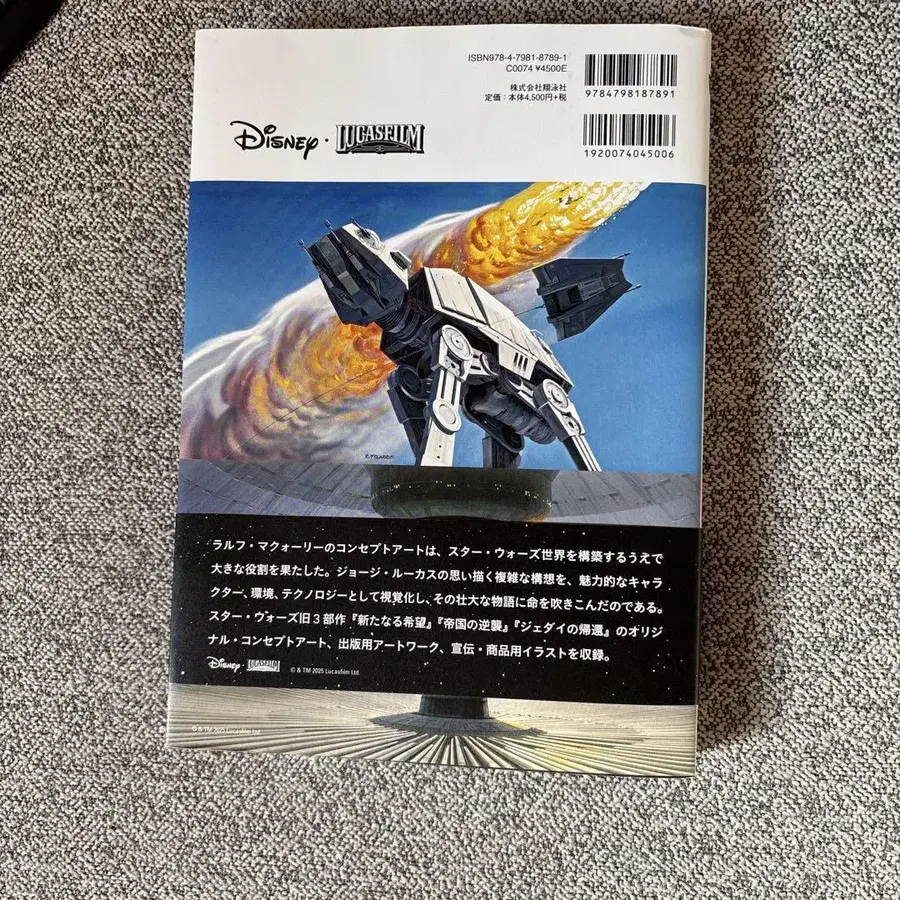 ISBN978-4-7981-8789-1
C0074 ¥4500E
株式会社翔泳社
定価：本体4,500円+税
9784798187891
1920074045006
Disney · LUCASFILM
ラルフ・マクォーリーのコンセプトアートは、スター・ウォーズ世界を構築するうえで
大きな役割を果たした。ジョージ・ルーカスの思い描く複雑な構想を、魅力的なキャラ
クター、環境、テクノロジーとして視覚化し、その壮大な物語に命を吹きこんだのである。
スター・ウォーズ旧3部作『新たなる希望』『帝国の逆襲』『ジェダイの帰還』のオリジ
ナル・コンセプトアート、出版用アートワーク、宣伝・商品用イラストを収録。
Disney · LUCASFILM © & TM 2025 Lucasfilm Ltd.
© & TM 2025 Lucasfilm Ltd.